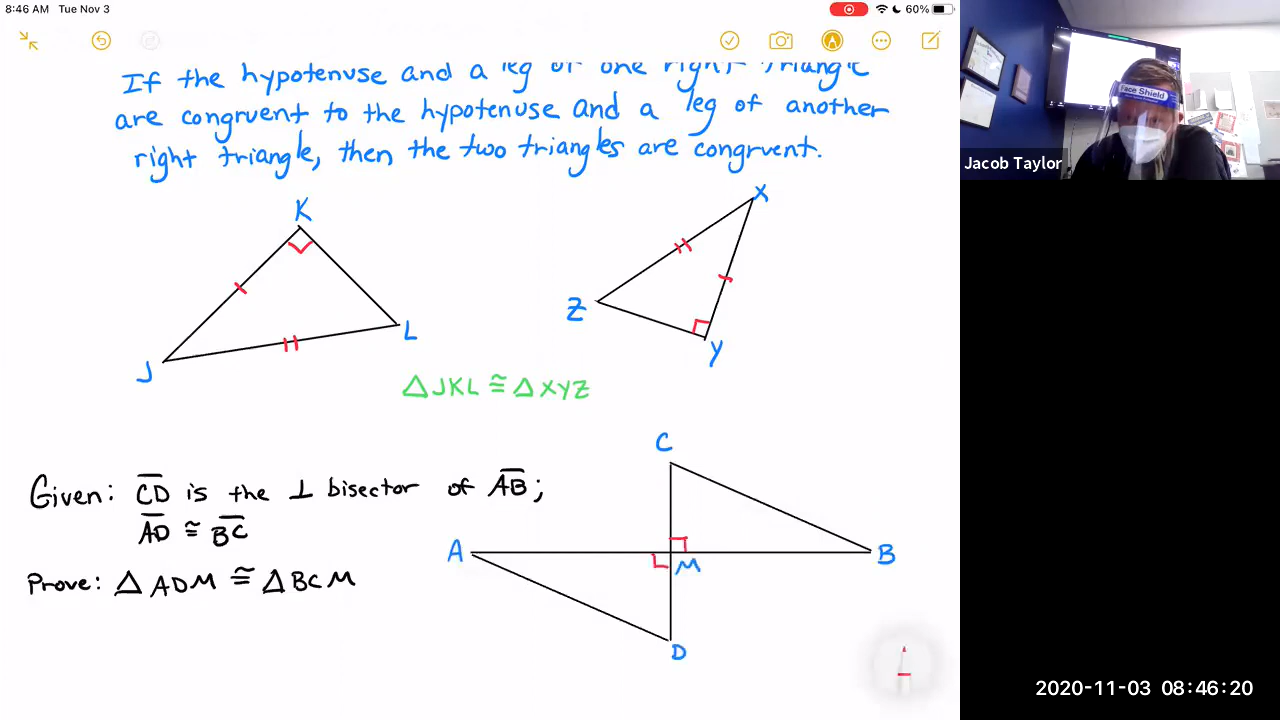 8:46 AM Tue Nov 3
60%
If the hypotenuse and a leg of one right triangle
are congruent to the hypotenuse and a leg of another
right triangle, then the two triangles are congruent.
Face Shield
Jacob Taylor
K
X
Z
L
Y
J
△JKL ≅ △XYZ
C
Given: C̅D̅ is the ⊥ bisector of A̅B̅;
A̅D̅ ≅ B̅C̅
A
M
B
Prove: △ADM ≅ △BCM
D
2020-11-03 08:46:20